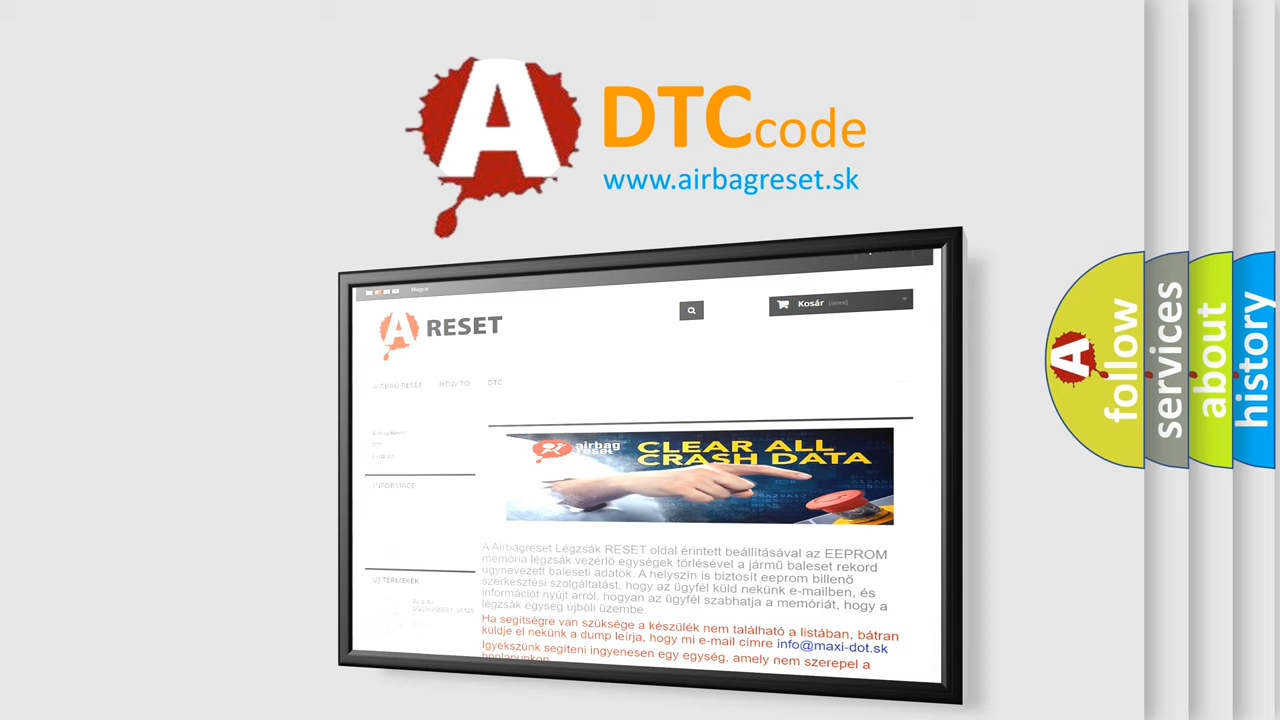 A DTCcode
www.airbagreset.sk
Magyar
A RESET
Kosár (üres)
AIRBAG RESET HOW TO DTC
INFORMACE
airbag
reset
CLEAR ALL
CRASH DATA
A Airbagreset Légzsák RESET oldal érintett beállításával az EEPROM
memória légzsák vezérlő egységek törlésével a jármű baleset rekord
úgynevezett baleseti adatok. A helyszín is biztosít eeprom billenő
szerkesztési szolgáltatást, hogy az ügyfél küld nekünk e-mailben, és
információt nyújt arról, hogyan az ügyfél szabhatja a memóriát, hogy a
légzsák egység újbóli üzembe.
Ha segítségre van szüksége a készülék nem található a listában, bátran
küldje el nekünk a dump leírja, hogy mi e-mail címre info@maxi-dot.sk
Igyekszünk segíteni ingyenesen egy egység, amely nem szerepel a
honlapunkon
ÚJ TERMÉKEK
A follow
services
about
history